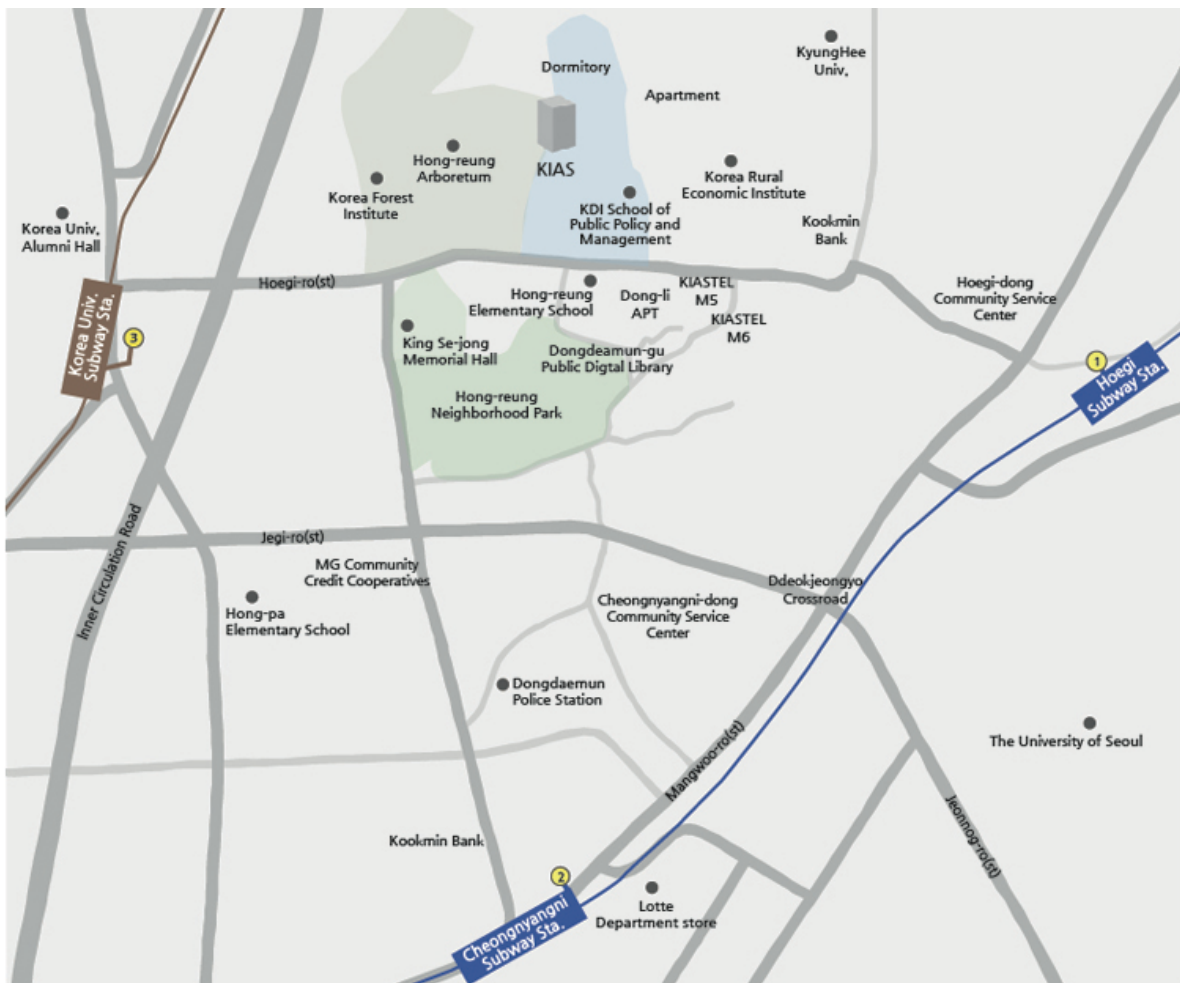 KyungHee
Univ.
Dormitory
Apartment
Hong-reung
Arboretum
KIAS
Korea Rural
Economic Institute
Korea Forest
Institute
KDI School of
Public Policy and
Management
Korea Univ.
Alumni Hall
Kookmin
Bank
Hoegi-ro(st)
Hong-reung
Elementary School
Dong-li
APT
KIASTEL
M5
KIASTEL
M6
Hoegi-dong
Community Service
Center
Korea Univ.
Subway Sta.
3
King Se-jong
Memorial Hall
Dongdeamun-gu
Public Digtal Library
1
Hoegi
Subway Sta.
Hong-reung
Neighborhood Park
Inner Circulation Road
Jegi-ro(st)
MG Community
Credit Cooperatives
Ddeokjeongyo
Crossroad
Hong-pa
Elementary School
Cheongnyangni-dong
Community Service
Center
Dongdaemun
Police Station
Mangwoo-ro(st)
The University of Seoul
Jeonnog-ro(st)
Kookmin Bank
2
Cheongnyangni
Subway Sta.
Lotte
Department store